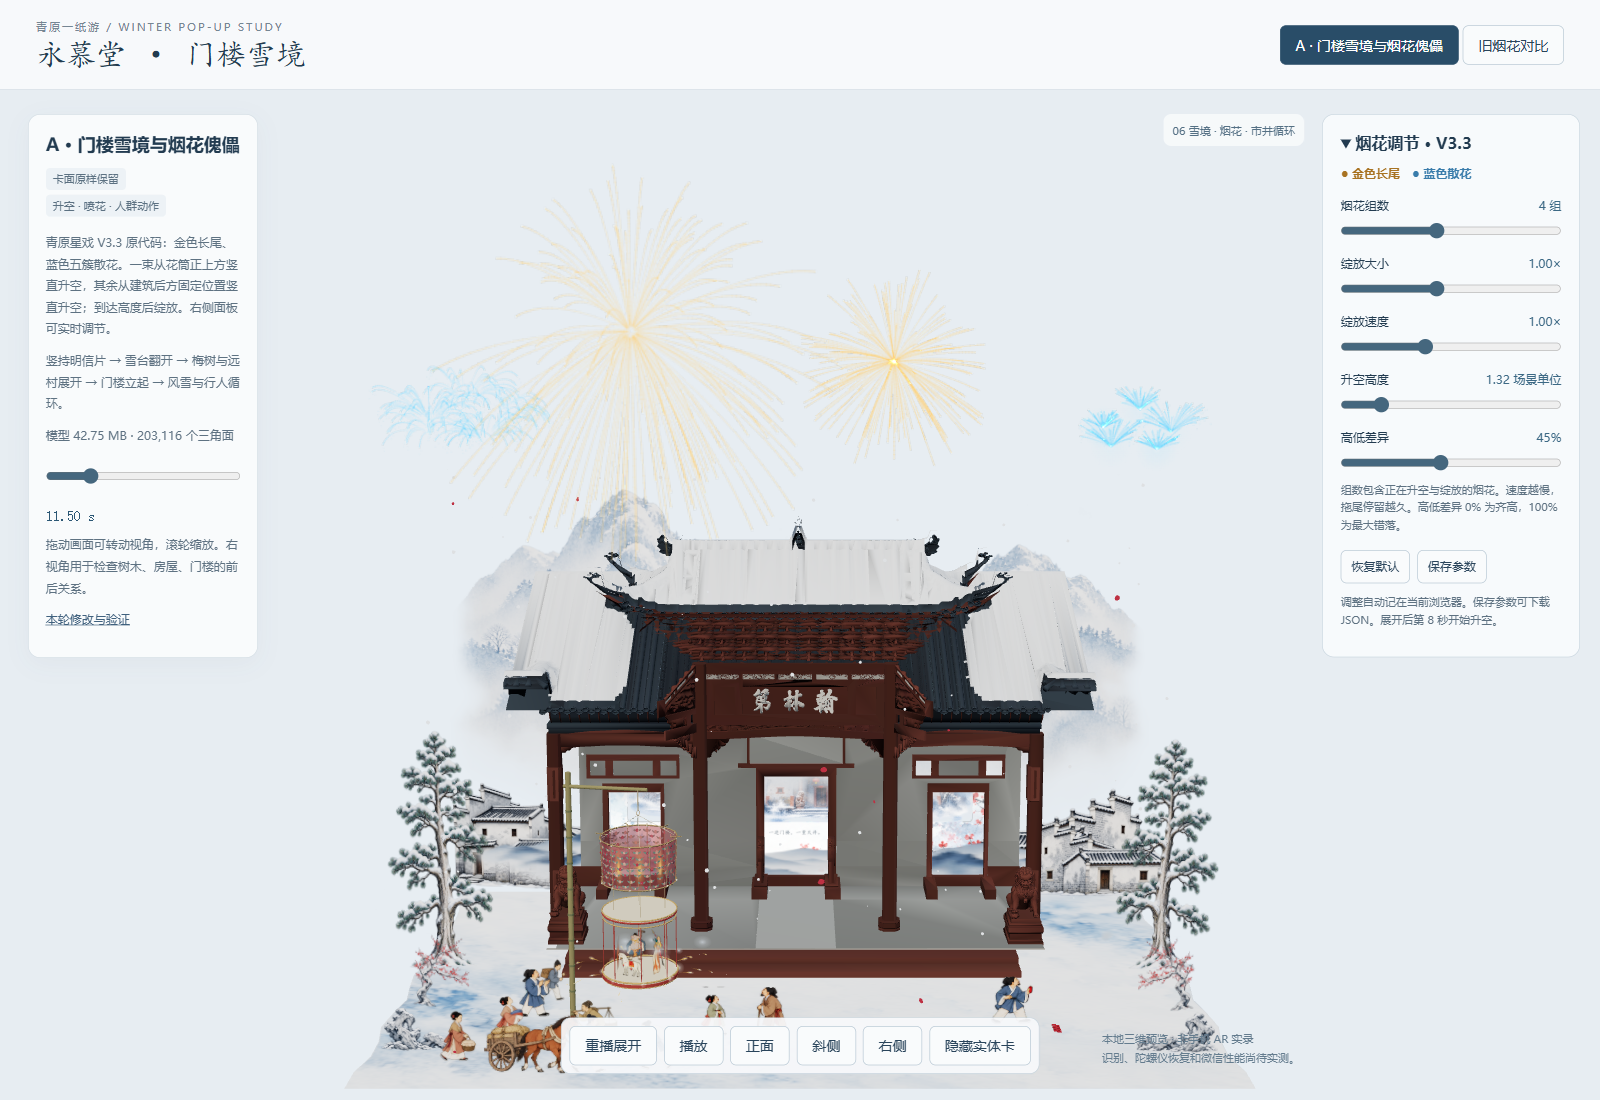 青原一纸游 / WINTER POP-UP STUDY
永慕堂 • 门楼雪境
A · 门楼雪境与烟花傀儡
旧烟花对比
A • 门楼雪境与烟花傀儡
卡面原样保留
升空 · 喷花 · 人群动作
青原星戏 V3.3 原代码：金色长尾、
蓝色五簇散花。一束从花筒正上方竖
直升空，其余从建筑后方固定位置竖
直升空；到达高度后绽放。右侧面板
可实时调节。
竖持明信片 → 雪台翻开 → 梅树与远
村展开 → 门楼立起 → 风雪与行人循
环。
模型 42.75 MB · 203,116 个三角面
11.50 s
拖动画面可转动视角，滚轮缩放。右
视角用于检查树木、房屋、门楼的前
后关系。
本轮修改与验证
06 雪境 · 烟花 · 市井循环
▼ 烟花调节 • V3.3
● 金色长尾 ● 蓝色散花
烟花组数 4 组
绽放大小 1.00×
绽放速度 1.00×
升空高度 1.32 场景单位
高低差异 45%
组数包含正在升空与绽放的烟花。速度越慢，
拖尾停留越久。高低差异 0% 为齐高，100%
为最大错落。
恢复默认 保存参数
调整自动记在当前浏览器。保存参数可下载
JSON。展开后第 8 秒开始升空。
第林翰
重播展开 播放 正面 斜侧 右侧 隐藏实体卡
本地三维预览 · 非手机 AR 实录
识别、陀螺仪恢复和微信性能尚待实测。